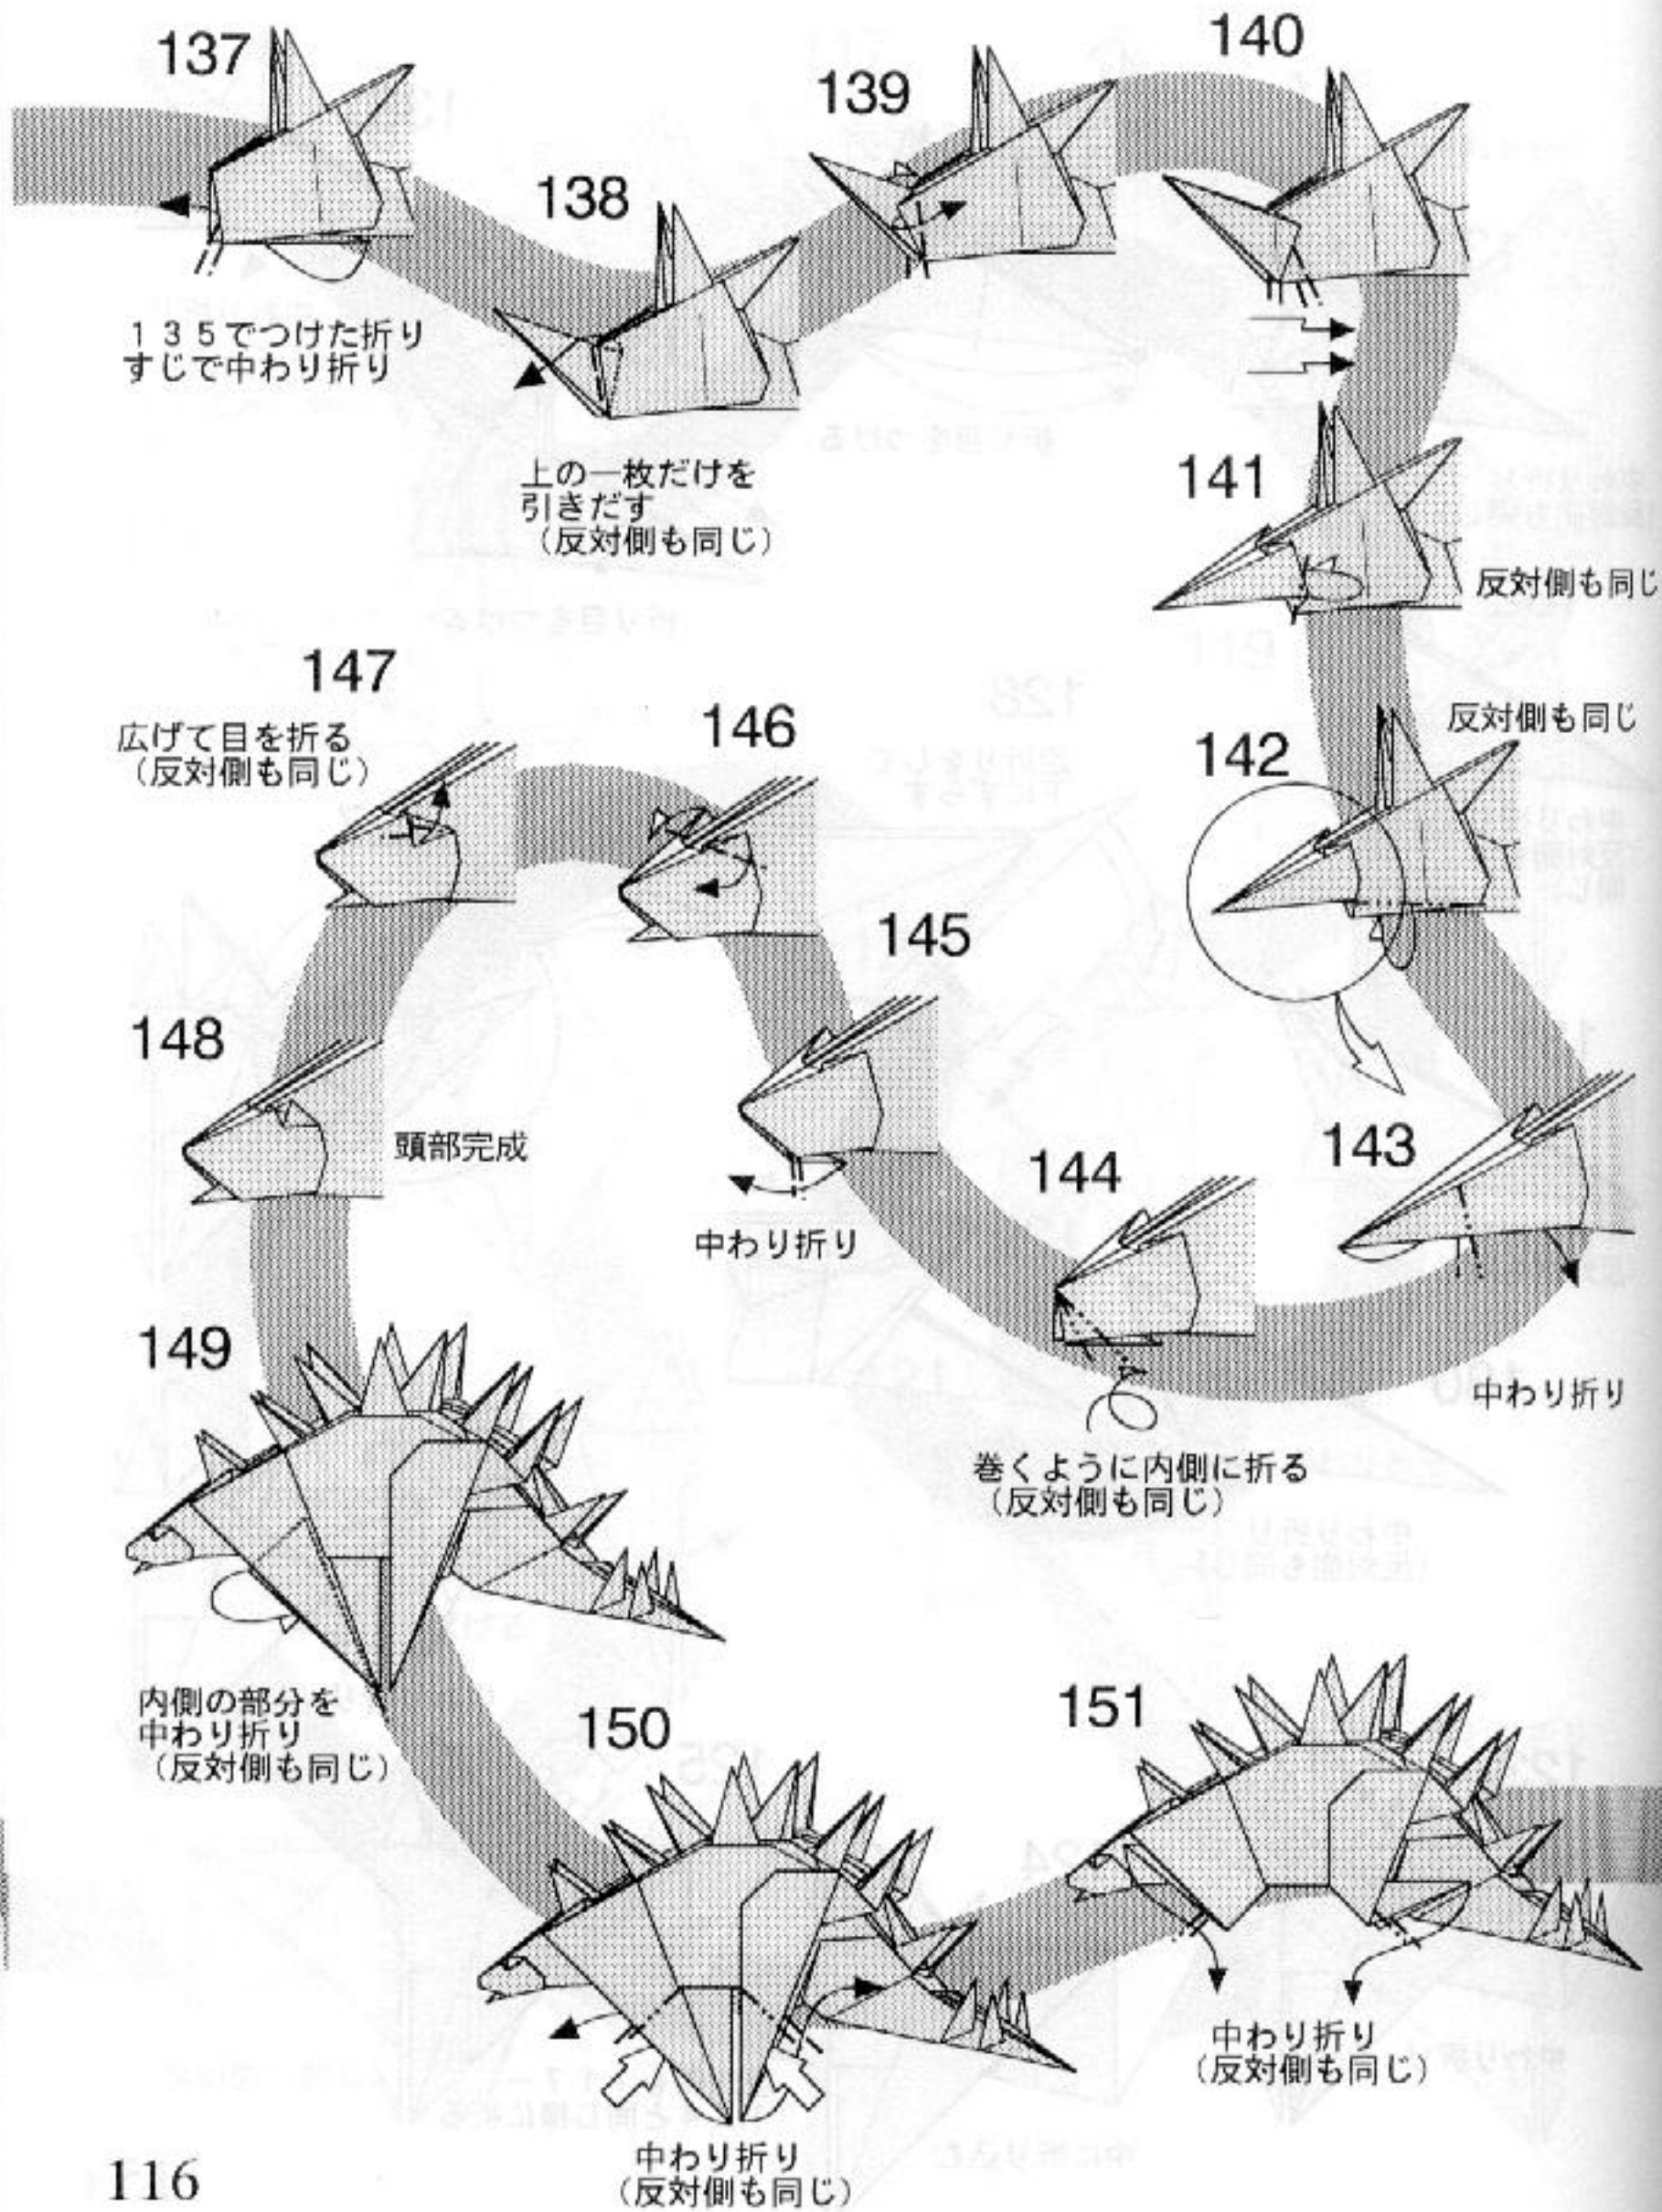 137
１３５でつけた折り
すじで中わり折り
138
上の一枚だけを
引きだす
（反対側も同じ）
139
140
141
反対側も同じ
142
反対側も同じ
143
中わり折り
144
巻くように内側に折る
（反対側も同じ）
145
中わり折り
146
147
広げて目を折る
（反対側も同じ）
148
頭部完成
149
内側の部分を
中わり折り
（反対側も同じ）
150
中わり折り
（反対側も同じ）
151
中わり折り
（反対側も同じ）
116